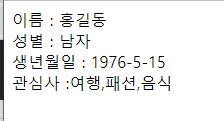 이름 : 홍길동
성별 : 남자
생년월일 : 1976-5-15
관심사 :여행,패션,음식